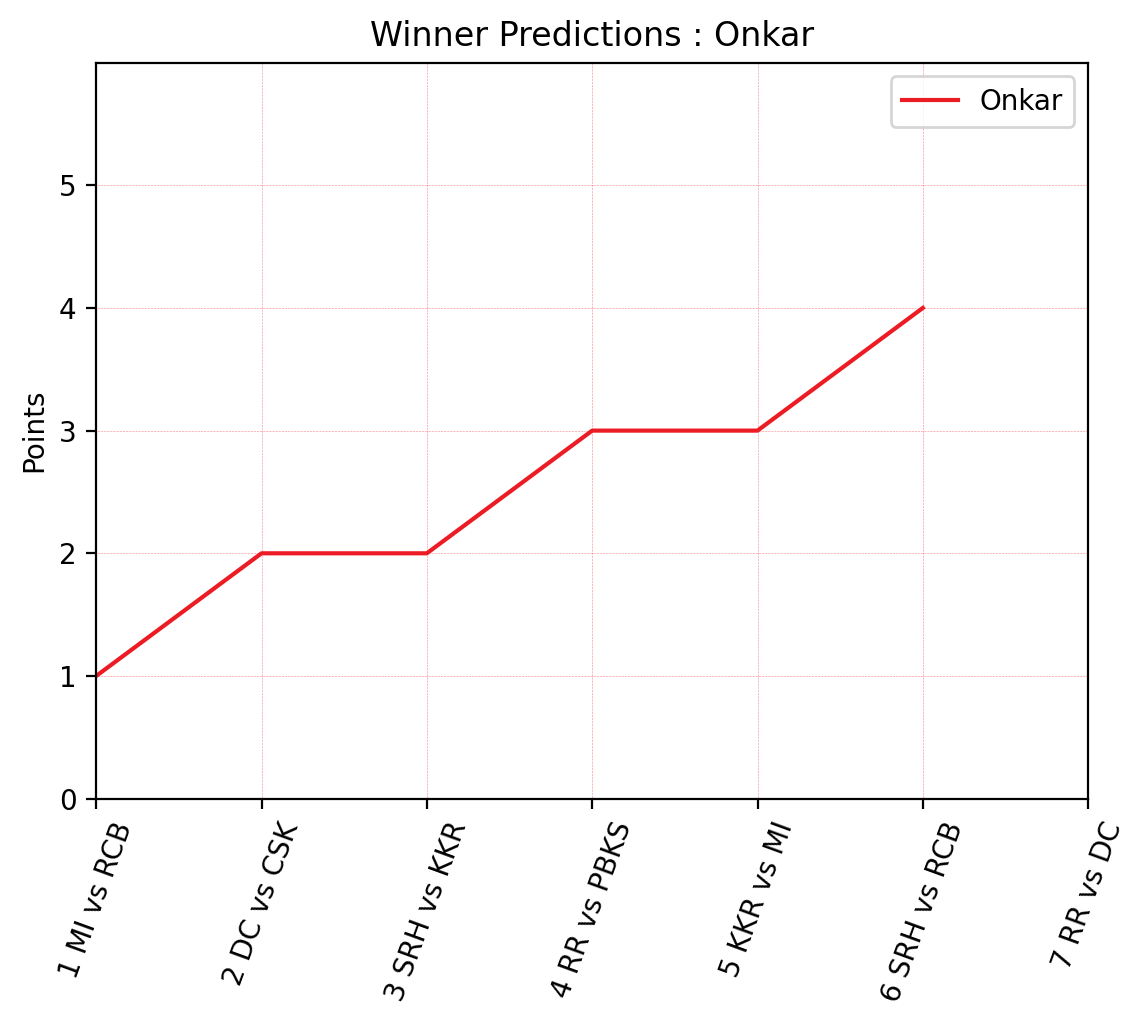 Winner Predictions : Onkar
Onkar
Points
5
4
3
2
1
0
1 MI vs RCB
2 DC vs CSK
3 SRH vs KKR
4 RR vs PBKS
5 KKR vs MI
6 SRH vs RCB
7 RR vs DC